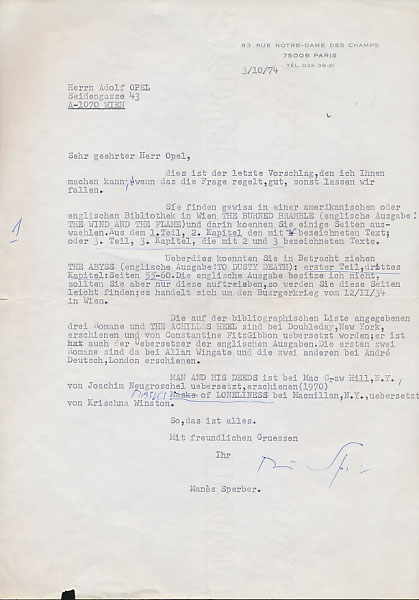 83, RUE NOTRE-DAME DES CHAMPS
75006 PARIS
TÉL. 033 38-91
3/10/74
Herrn Adolf OPEL
Seidengasse 43
A-1070 WIEN
Sehr geehrter Herr Opel,
dies ist der letzte Vorschlag,den ich Ihnen
machen kann; wenn das die Frage regelt,gut, sonst lassen wir
fallen.
Sie finden gewiss in einer amerikanischen oder
englischen Bibliothek in Wien THE BURNED BRAMBLE (englische Ausgabe:
THE WIND AND THE FLAME)und darin koennen Sie einige Seiten aus-
waehlen.Aus dem 1.Teil, 2. Kapitel den mit bezeichneten Text;
oder 3. Teil, 3. Kapitel, die mit 2 und 3 bezeichneten Texte.
1
Ueberdies koennten Sie in Betracht ziehen
THE ABYSS (englische Ausgabe:TO DUSTY DEATH): erster Teil,drittes
Kapitel:Seiten 55-60.Die englische Ausgabe besitze ich nicht,
sollten Sie aber nur diese auftreiben,so werden Sie diese Seiten
leicht finden;es handelt sich um den Buergerkrieg vom 12/II/34
in Wien.
Die auf der bibliographischen Liste angegebenen
drei Romane und THE ACHILLES HEEL sind bei Doubleday,New York,
erschienen und von Constantine FitzGibbon uebersetzt worden;er ist
auch der Uebersetzer der englischen Ausgaben.Die ersten zwei
Romane sind da bei Allan Wingate und die zwei anderen bei André
Deutsch,London erschienen.
MAN AND HIS DEEDS ist bei Mac Graw Hill,N.Y.,
von Joachim Neugroschel uebersetzt,erschienen(1970)
MASKS Masks of LONELINESS bei Macmillan,N.Y.,uebersetzt
von Krischna Winston.
So,das ist alles.
Mit freundlichen Gruessen
Ihr
Manès Sperber.